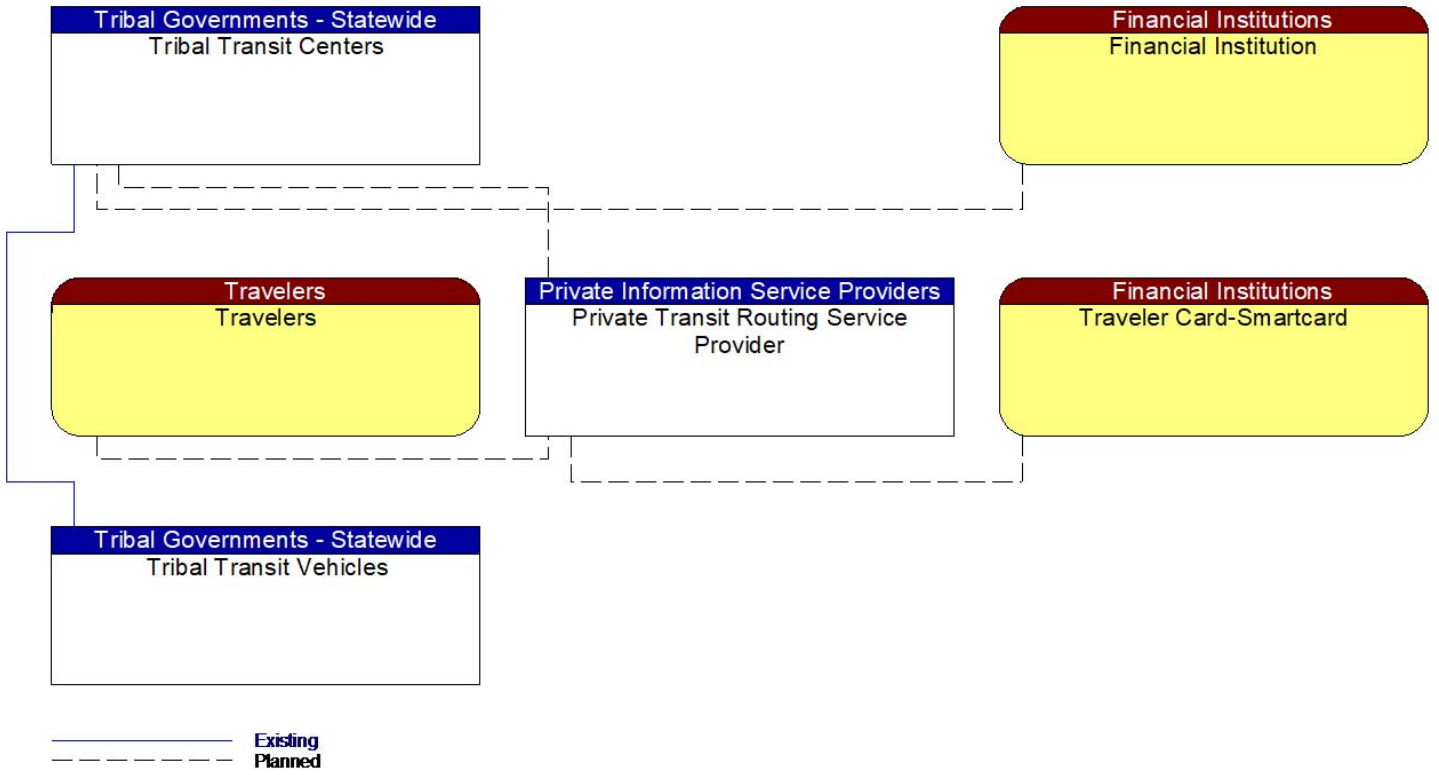 Tribal Governments - Statewide
Tribal Transit Centers
Financial Institutions
Financial Institution
Travelers
Travelers
Private Information Service Providers
Private Transit Routing Service
Provider
Financial Institutions
Traveler Card-Smartcard
Tribal Governments - Statewide
Tribal Transit Vehicles
Existing
Planned